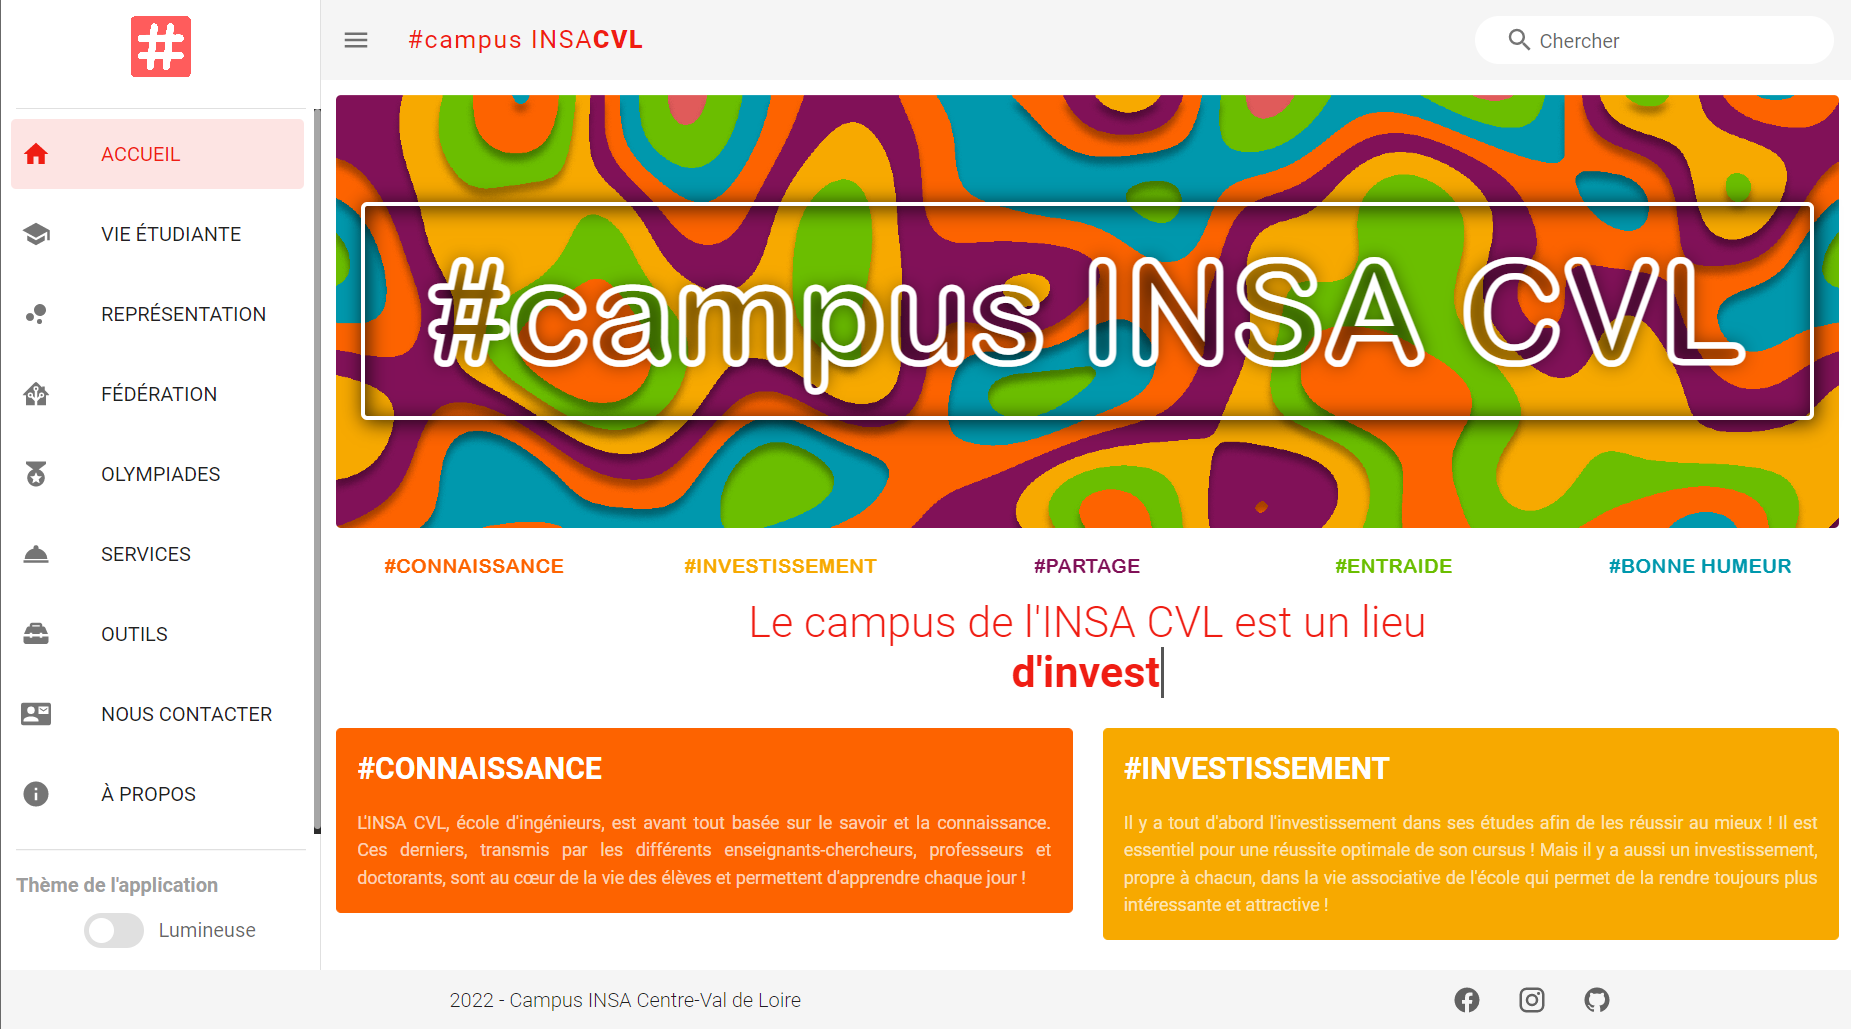 #campus INSACVL
Chercher
ACCUEIL
VIE ÉTUDIANTE
REPRÉSENTATION
FÉDÉRATION
OLYMPIADES
SERVICES
OUTILS
NOUS CONTACTER
À PROPOS
Thème de l'application
Lumineuse
#campus INSA CVL
#CONNAISSANCE
#INVESTISSEMENT
#PARTAGE
#ENTRAIDE
#BONNE HUMEUR
Le campus de l'INSA CVL est un lieu
d'invest
#CONNAISSANCE
L'INSA CVL, école d'ingénieurs, est avant tout basée sur le savoir et la connaissance.
Ces derniers, transmis par les différents enseignants-chercheurs, professeurs et
doctorants, sont au cœur de la vie des élèves et permettent d'apprendre chaque jour !
#INVESTISSEMENT
Il y a tout d'abord l'investissement dans ses études afin de les réussir au mieux ! Il est
essentiel pour une réussite optimale de son cursus ! Mais il y a aussi un investissement,
propre à chacun, dans la vie associative de l'école qui permet de la rendre toujours plus
intéressante et attractive !
2022 - Campus INSA Centre-Val de Loire